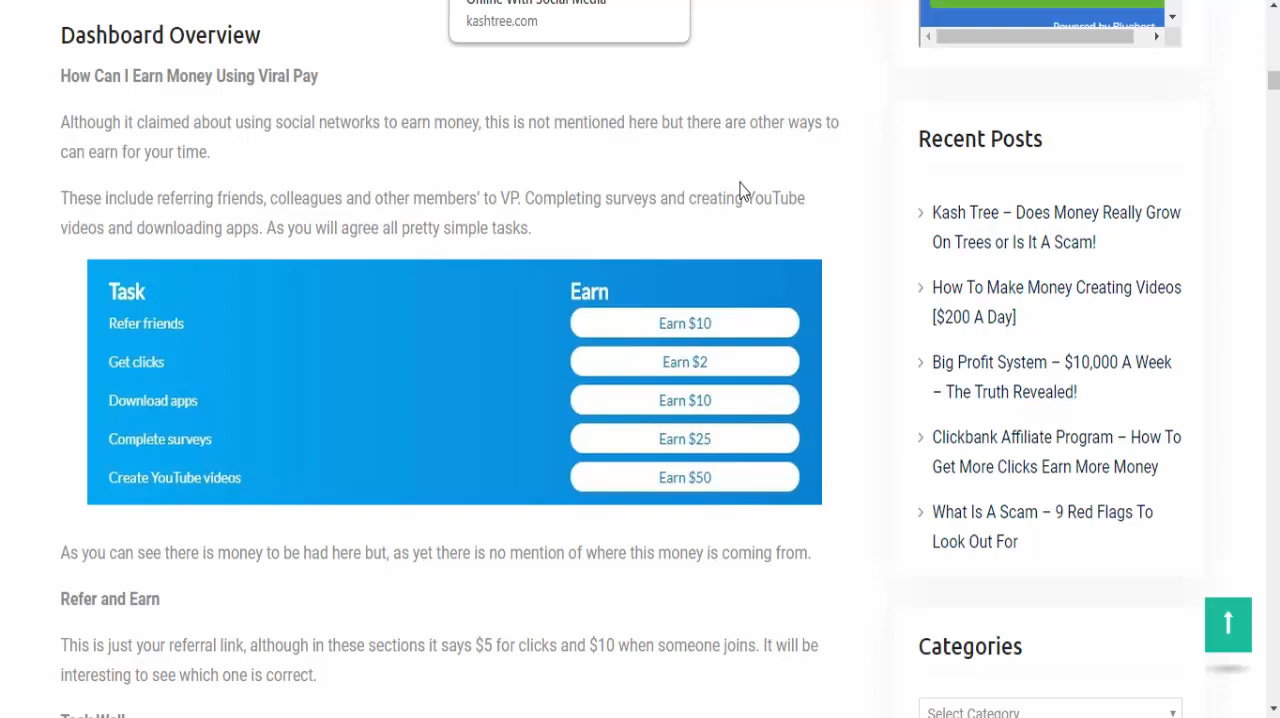 Online With Social Media
kashtree.com
Dashboard Overview
How Can I Earn Money Using Viral Pay
Although it claimed about using social networks to earn money, this is not mentioned here but there are other ways to
can earn for your time.
These include referring friends, colleagues and other members' to VP. Completing surveys and creating YouTube
videos and downloading apps. As you will agree all pretty simple tasks.
Task Earn
Refer friends Earn $10
Get clicks Earn $2
Download apps Earn $10
Complete surveys Earn $25
Create YouTube videos Earn $50
As you can see there is money to be had here but, as yet there is no mention of where this money is coming from.
Refer and Earn
This is just your referral link, although in these sections it says $5 for clicks and $10 when someone joins. It will be
interesting to see which one is correct.
Task Wall
Powered by Bluehost
Recent Posts
Kash Tree – Does Money Really Grow
On Trees or Is It A Scam!
How To Make Money Creating Videos
[$200 A Day]
Big Profit System – $10,000 A Week
– The Truth Revealed!
Clickbank Affiliate Program – How To
Get More Clicks Earn More Money
What Is A Scam – 9 Red Flags To
Look Out For
Categories
Select Category